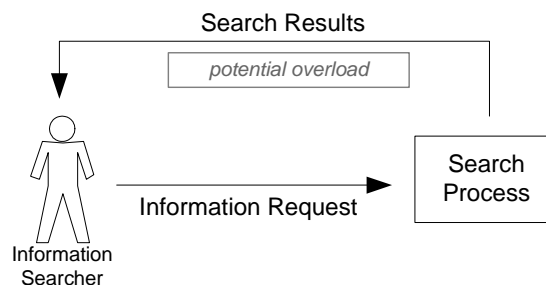 Search Results
potential overload
Search
Process
Information Request
Information
Searcher